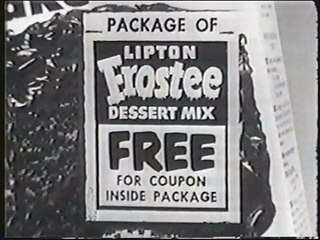 PACKAGE OF
LIPTON
Frostee
DESSERT MIX
FREE
FOR COUPON
INSIDE PACKAGE